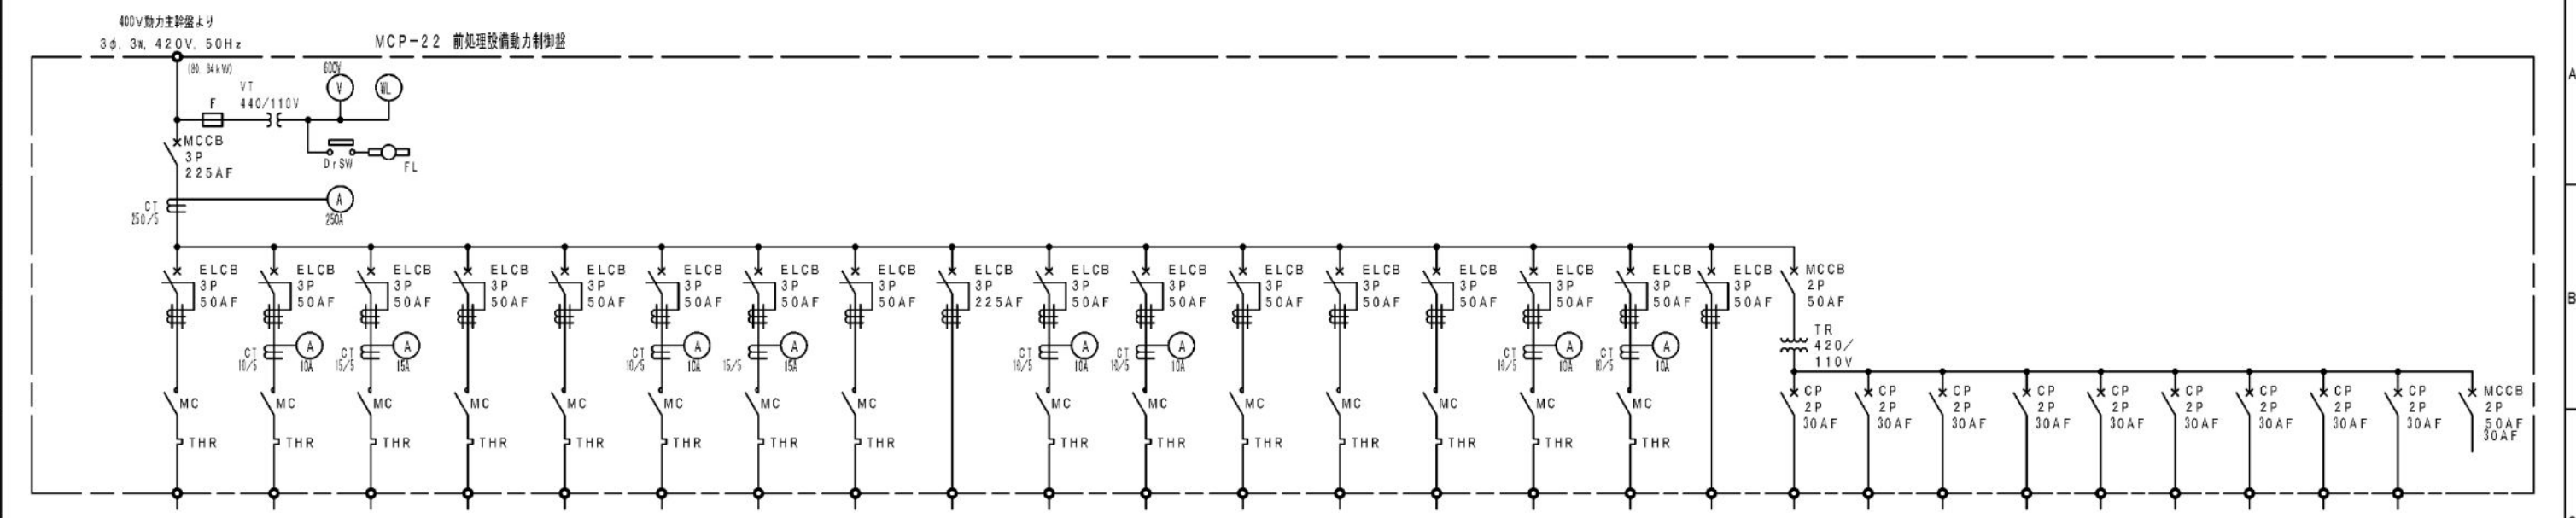 400V動力主幹盤より
3φ, 3W, 420V, 50Hz
MCP-22 前処理設備動力制御盤
(80. 64kW)
600V
V
WL
VT
440/110V
F
MCCB
3P
225AF
DrSW
FL
CT
250/5
A
250A
ELCB ELCB ELCB ELCB ELCB ELCB ELCB ELCB ELCB ELCB ELCB ELCB ELCB ELCB ELCB ELCB ELCB MCCB
3P 3P 3P 3P 3P 3P 3P 3P 3P 3P 3P 3P 3P 3P 3P 3P 3P 2P
50AF 50AF 50AF 50AF 50AF 50AF 50AF 50AF 225AF 50AF 50AF 50AF 50AF 50AF 50AF 50AF 50AF 50AF
TR
420/
110V
A A A A A A A A
CT CT CT CT CT CT CT
10/5 10A 15/5 15A 10/5 10A 15/5 15A 10/5 10A 10/5 10A 10/5 10A 10/5 10A
MC MC MC MC MC MC MC MC MC MC MC MC MC MC MC
THR THR THR THR THR THR THR THR THR THR THR THR THR THR THR
CP CP CP CP CP CP CP CP CP MCCB
2P 2P 2P 2P 2P 2P 2P 2P 2P 2P
30AF 30AF 30AF 30AF 30AF 30AF 30AF 30AF 30AF 50AF
30AF
A
B